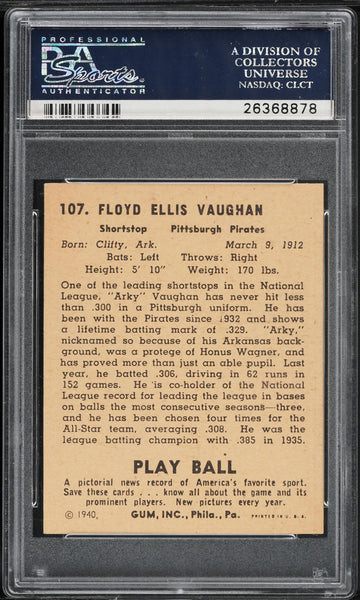 PROFESSIONAL
PSA
Sports
AUTHENTICATOR
A DIVISION OF
COLLECTORS
UNIVERSE
NASDAQ: CLCT
26368878
107. FLOYD ELLIS VAUGHAN
Shortstop Pittsburgh Pirates
Born: Clifty, Ark. March 9, 1912
Bats: Left Throws: Right
Height: 5' 10" Weight: 170 lbs.
One of the leading shortstops in the National
League, "Arky" Vaughan has never hit less
than .300 in a Pittsburgh uniform. He has
been with the Pirates since 1932 and shows
a lifetime batting mark of .329. "Arky,"
nicknamed so because of his Arkansas back-
ground, was a protege of Honus Wagner, and
has proved more than just an able pupil. Last
year, he batted .306, driving in 62 runs in
152 games. He is co-holder of the National
League record for leading the league in bases
on balls the most consecutive seasons—three,
and he has been chosen four times for the
All-Star team, averaging .308. He was the
league batting champion with .385 in 1935.
PLAY BALL
A pictorial news record of America's favorite sport.
Save these cards . . . know all about the game and its
prominent players. New pictures every year.
© 1940, GUM, INC., Phila., Pa. PRINTED IN U. S. A.